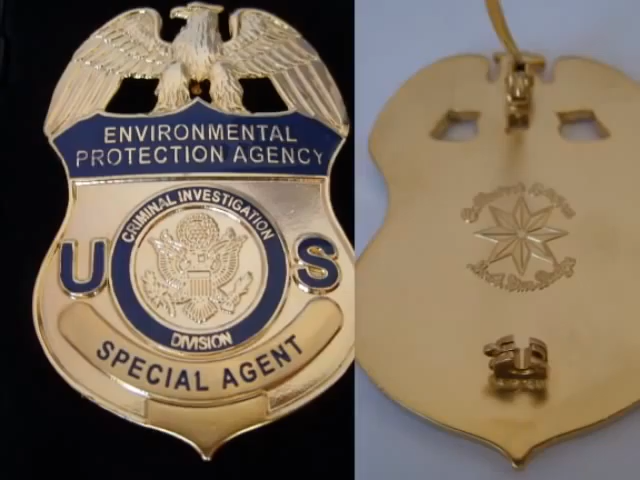 ENVIRONMENTAL
PROTECTION AGENCY
CRIMINAL INVESTIGATION
U S
DIVISION
SPECIAL AGENT